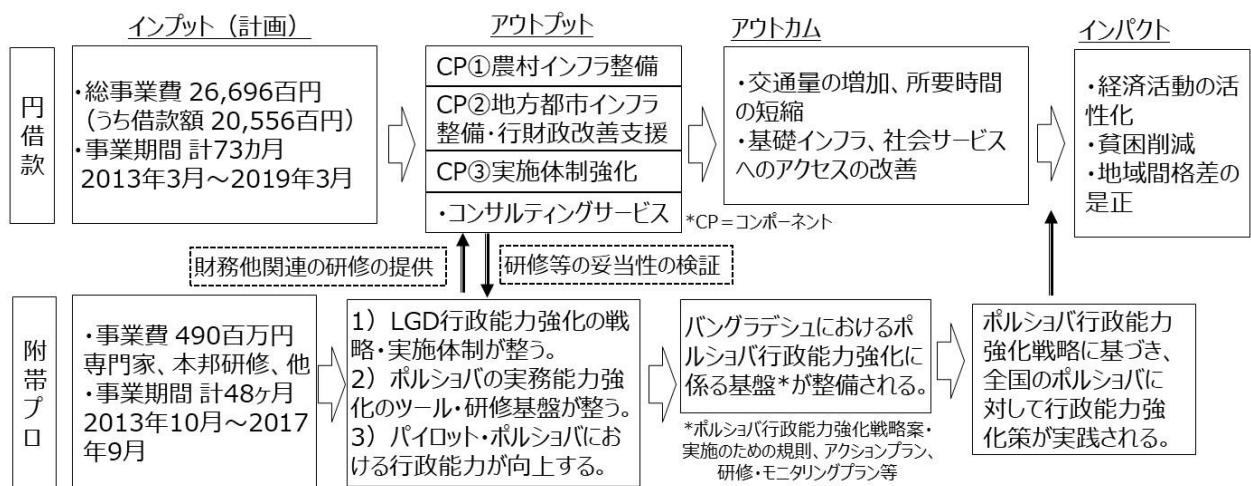 インプット（計画）
アウトプット
アウトカム
インパクト
円借款
・総事業費 26,696百万円
（うち借款額 20,556百万円）
・事業期間 計73カ月
2013年3月～2019年3月
CP①農村インフラ整備
CP②地方都市インフラ
整備・行財政改善支援
CP③実施体制強化
・コンサルティングサービス
・交通量の増加、所要時間
の短縮
・基礎インフラ、社会サービス
へのアクセスの改善
*CP＝コンポーネント
・経済活動の活
性化
・貧困削減
・地域間格差の
是正
財務他関連の研修の提供
研修等の妥当性の検証
附帯プロ
・事業費 490百万円
専門家、本邦研修、他
・事業期間 計48ヶ月
2013年10月～2017
年9月
1） LGD行政能力強化の戦
略・実施体制が整う。
2）ポルショバの実務能力強
化のツール・研修基盤が整う。
3）パイロット・ポルショバにお
ける行政能力が向上する。
バングラデシュにおけるポ
ルショバ行政能力強化に
係る基盤*が整備される。
*ポルショバ行政能力強化戦略案・
実施のための規則、アクションプラン、
研修・モニタリングプラン等
ポルショバ行政能力
強化戦略に基づき、
全国のポルショバに
対して行政能力強
化策が実践される。